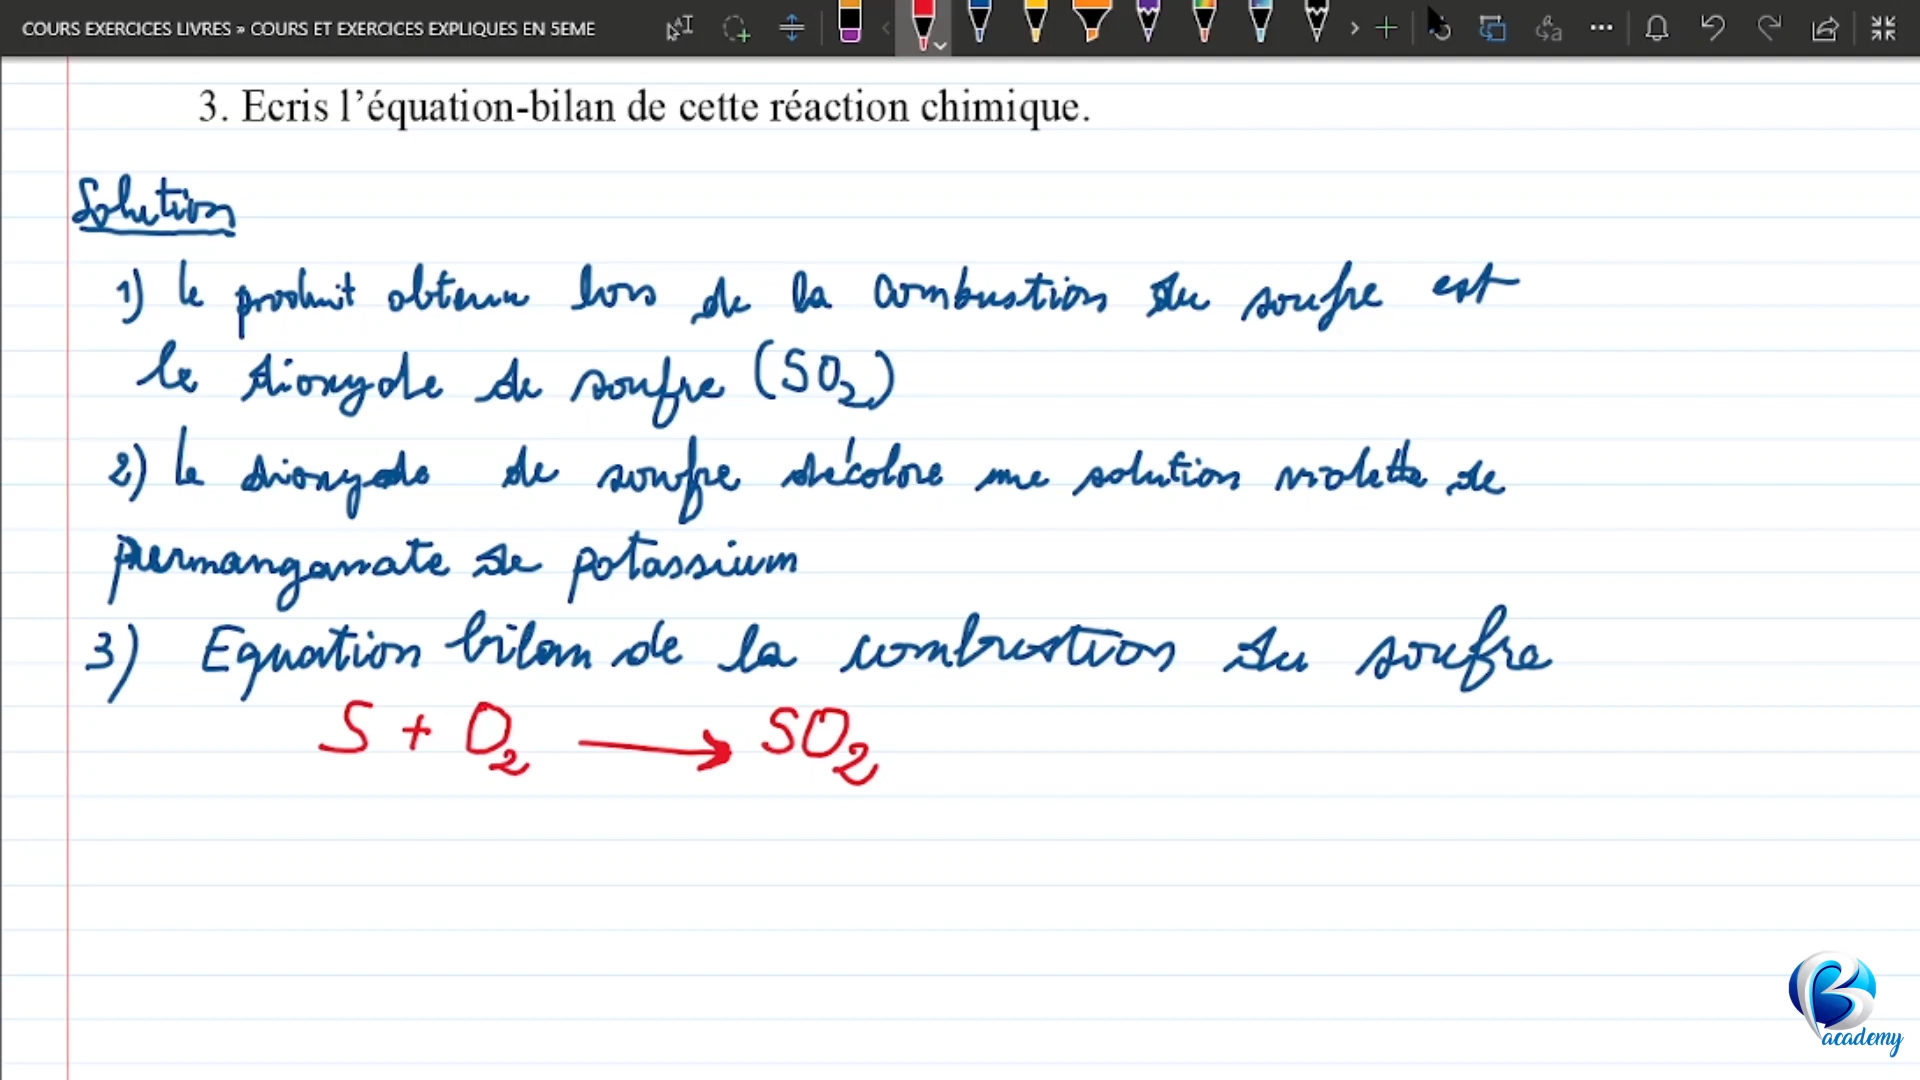 COURS EXERCICES LIVRES » COURS ET EXERCICES EXPLIQUES EN 5EME
3. Ecris l’équation-bilan de cette réaction chimique.
Solution
1) le produit obtenu lors de la combustion du soufre est
le dioxyde de soufre (SO₂)
2) le dioxyde de soufre décolore une solution violette de
permanganate de potassium
3) Equation bilan de la combustion du soufre
S + O₂ → SO₂
B academy